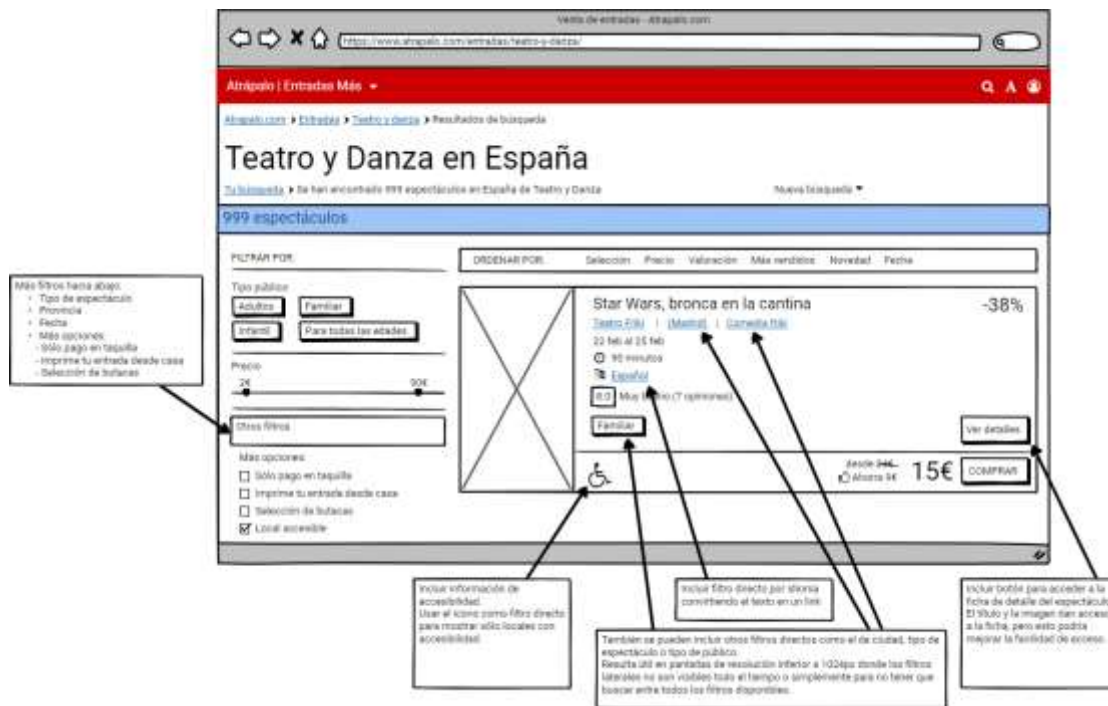 Venta de entradas - Atrapalo.com
https://www.atrapalo.com/entradas/teatro-y-danza/
Atrápalo | Entradas Más
A
Atrapalo.com Entradas Teatro y danza Resultados de búsqueda
Teatro y Danza en España
Tu búsqueda Se han encontrado 999 espectáculos en España de Teatro y Danza
Nueva búsqueda
999 espectáculos
FILTRAR POR:
Tipo público
Adultos Familiar
Infantil Para todas las edades
Precio
2€ 90€
Otros filtros
Más opciones:
Sólo pago en taquilla
Imprime tu entrada desde casa
Selección de butacas
Local accesible
ORDENAR POR: Selección Precio Valoración Más vendidos Novedad Fecha
Star Wars, bronca en la cantina
-38%
Teatro Friki | (Madrid) | Comedia friki
22 feb al 25 feb
90 minutos
Español
8.0 Muy (7 opiniones)
Familiar
Ver detalles
desde 24€
Ahorra 9€
15€
COMPRAR
Más filtros hacia abajo:
Tipo de espectáculo
Provincia
Fecha
Más opciones:
- Sólo pago en taquilla
- Imprime tu entrada desde casa
- Selección de butacas
Incluir información de
accesibilidad.
Usar el icono como filtro directo
para mostrar sólo locales con
accesibilidad.
Incluir filtro directo por idioma
convirtiendo el texto en un link
También se pueden incluir otros filtros directos como el de ciudad, tipo de
espectáculo o tipo de público.
Resulta útil en pantallas de resolución inferior a 1024px donde los filtros
laterales no son visibles todo el tiempo o simplemente para no tener que
buscar entre todos los filtros disponibles.
Incluir botón para acceder a la
ficha de detalle del espectáculo.
El título y la imagen dan acceso
a la ficha, pero esto podría
mejorar la facilidad de acceso.